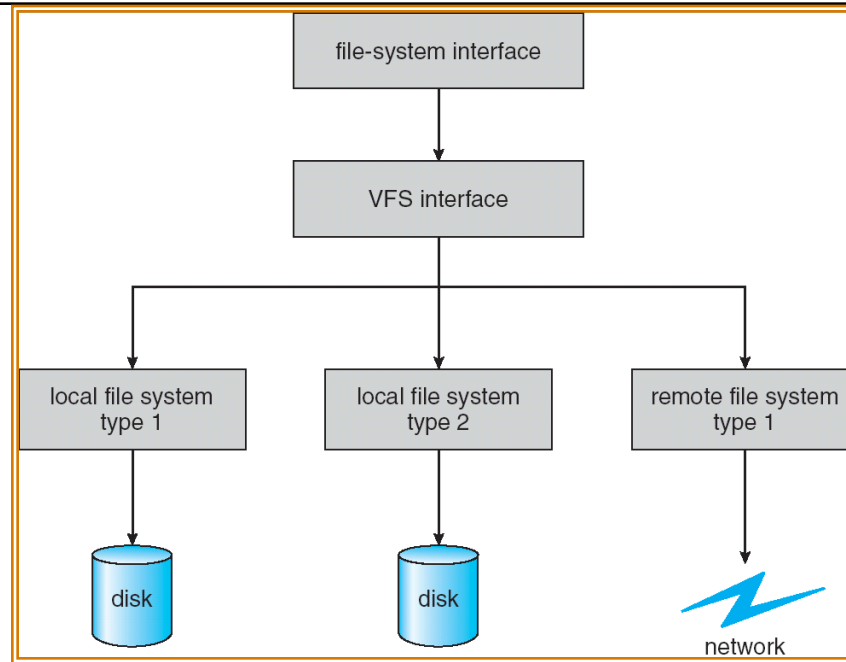 file-system interface
VFS interface
local file system
type 1
local file system
type 2
remote file system
type 1
disk
disk
network